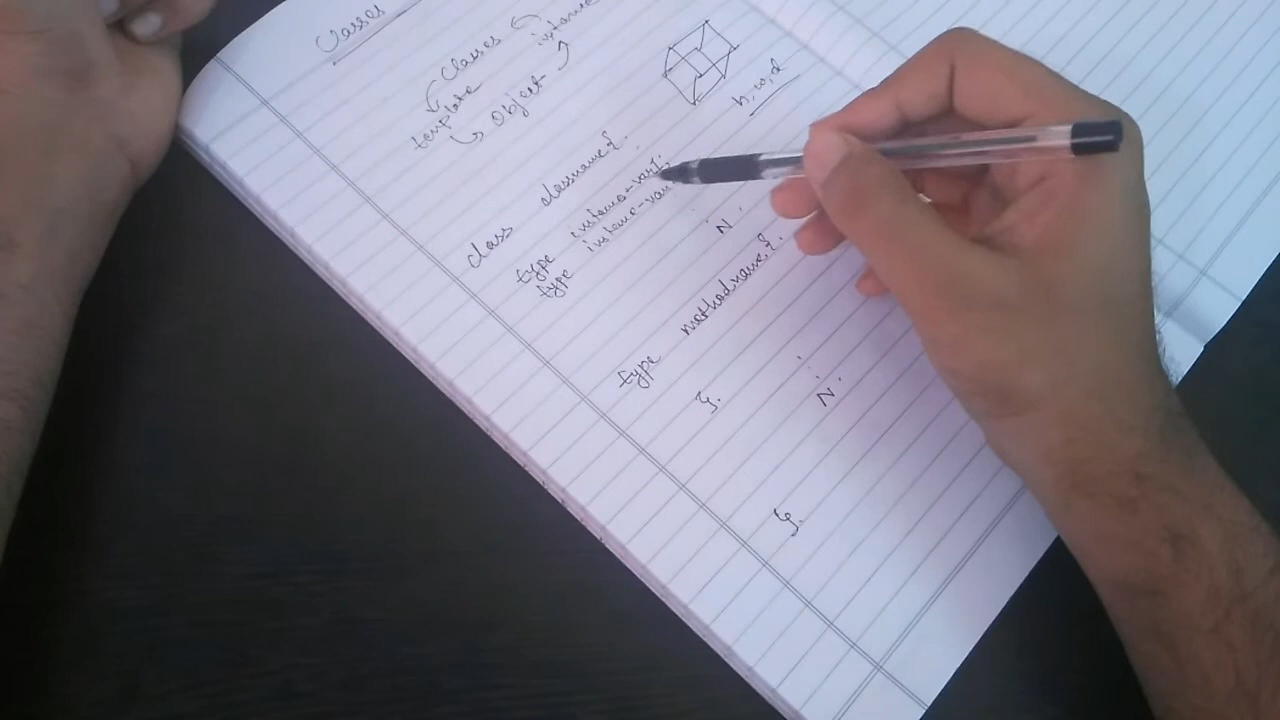 Classes
Classes instance
template Object
h, w, d
class classname {
type instance-var1;
type instance-var
N.
type methodname {
}.
N.
}.